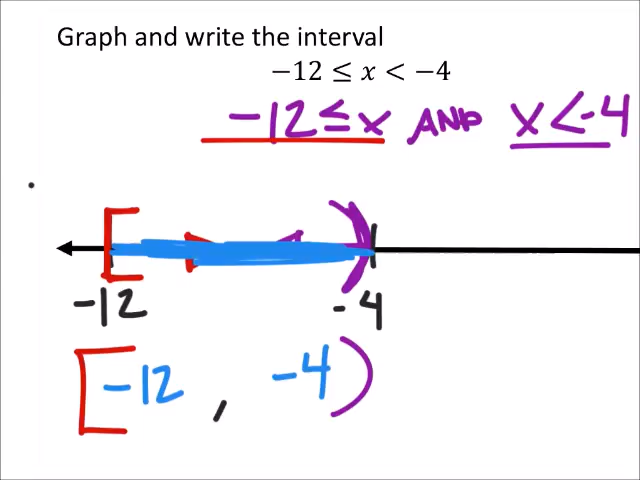 Graph and write the interval
−12 ≤ x < −4
-12 ≤ x AND x < -4
-12 -4
[-12 , -4)